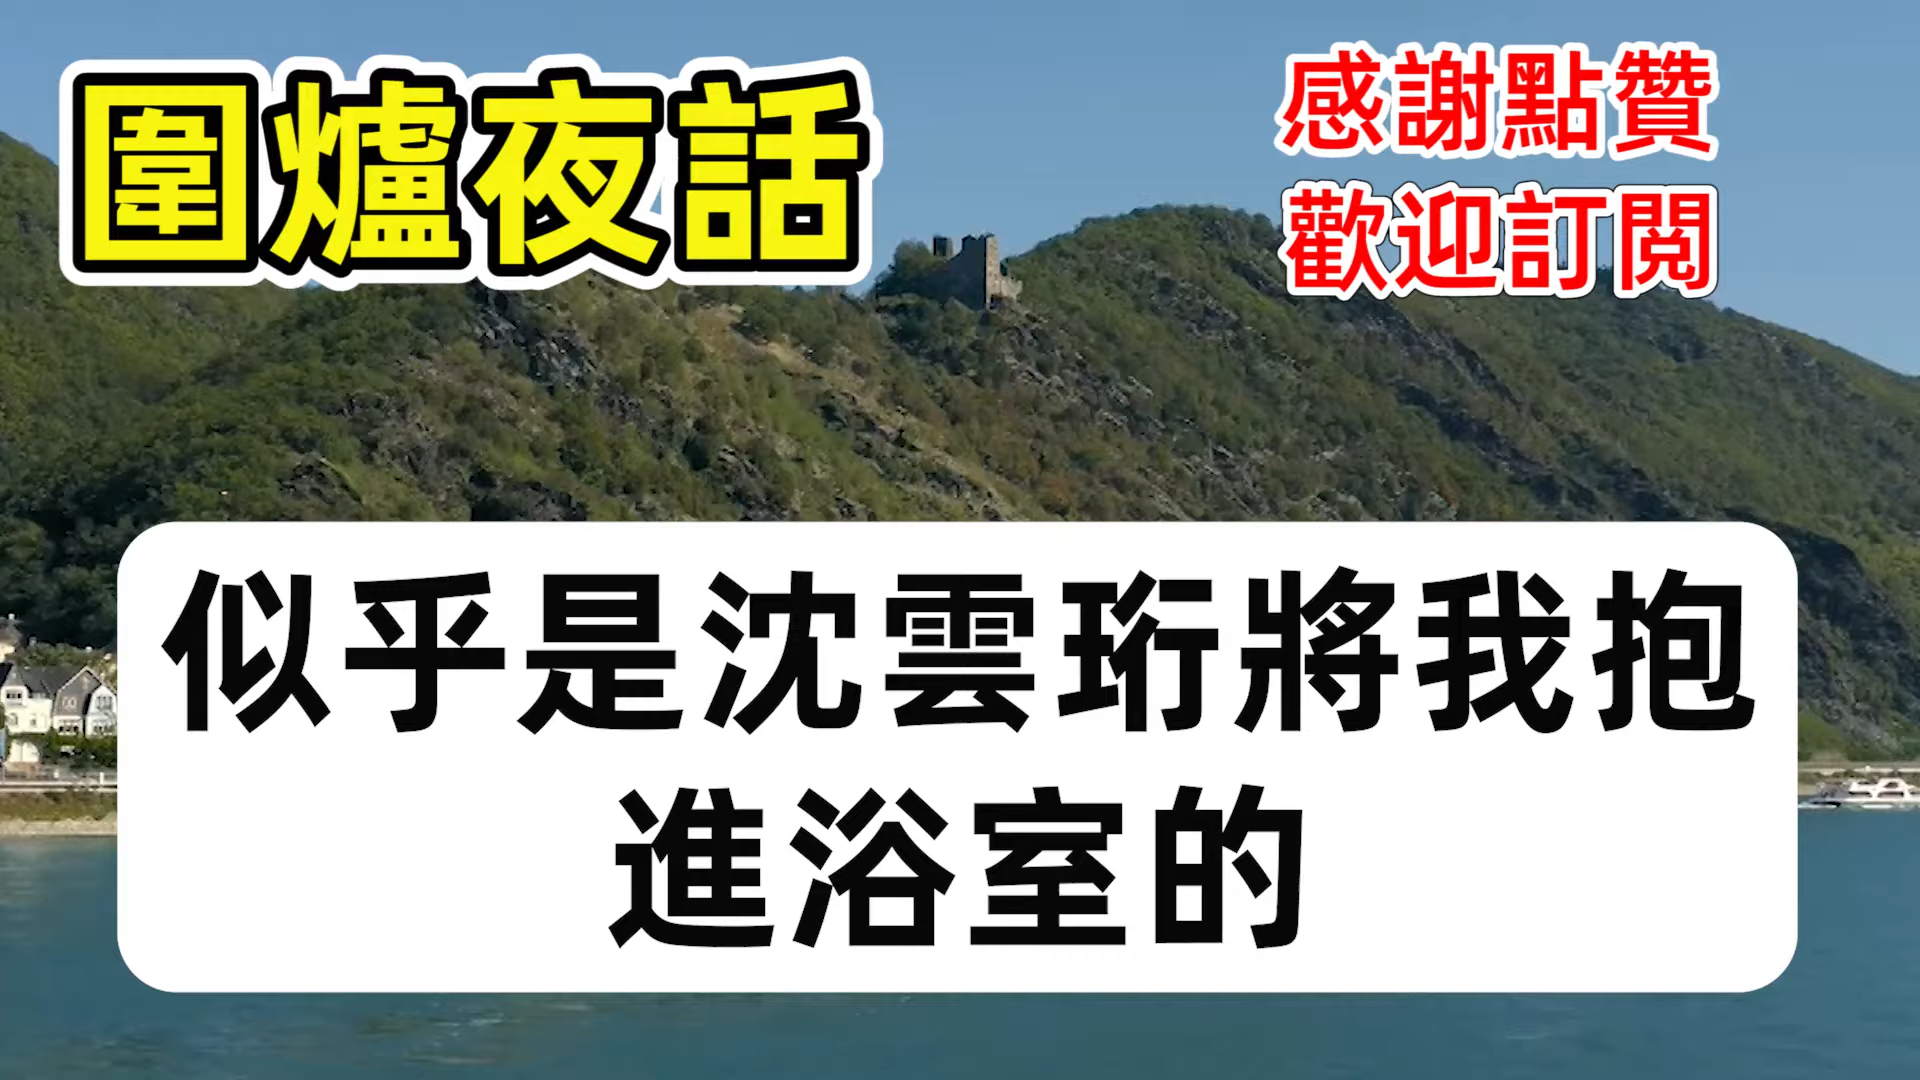 圍爐夜話
感謝點贊
歡迎訂閱
似乎是沈雲珩將我抱
進浴室的